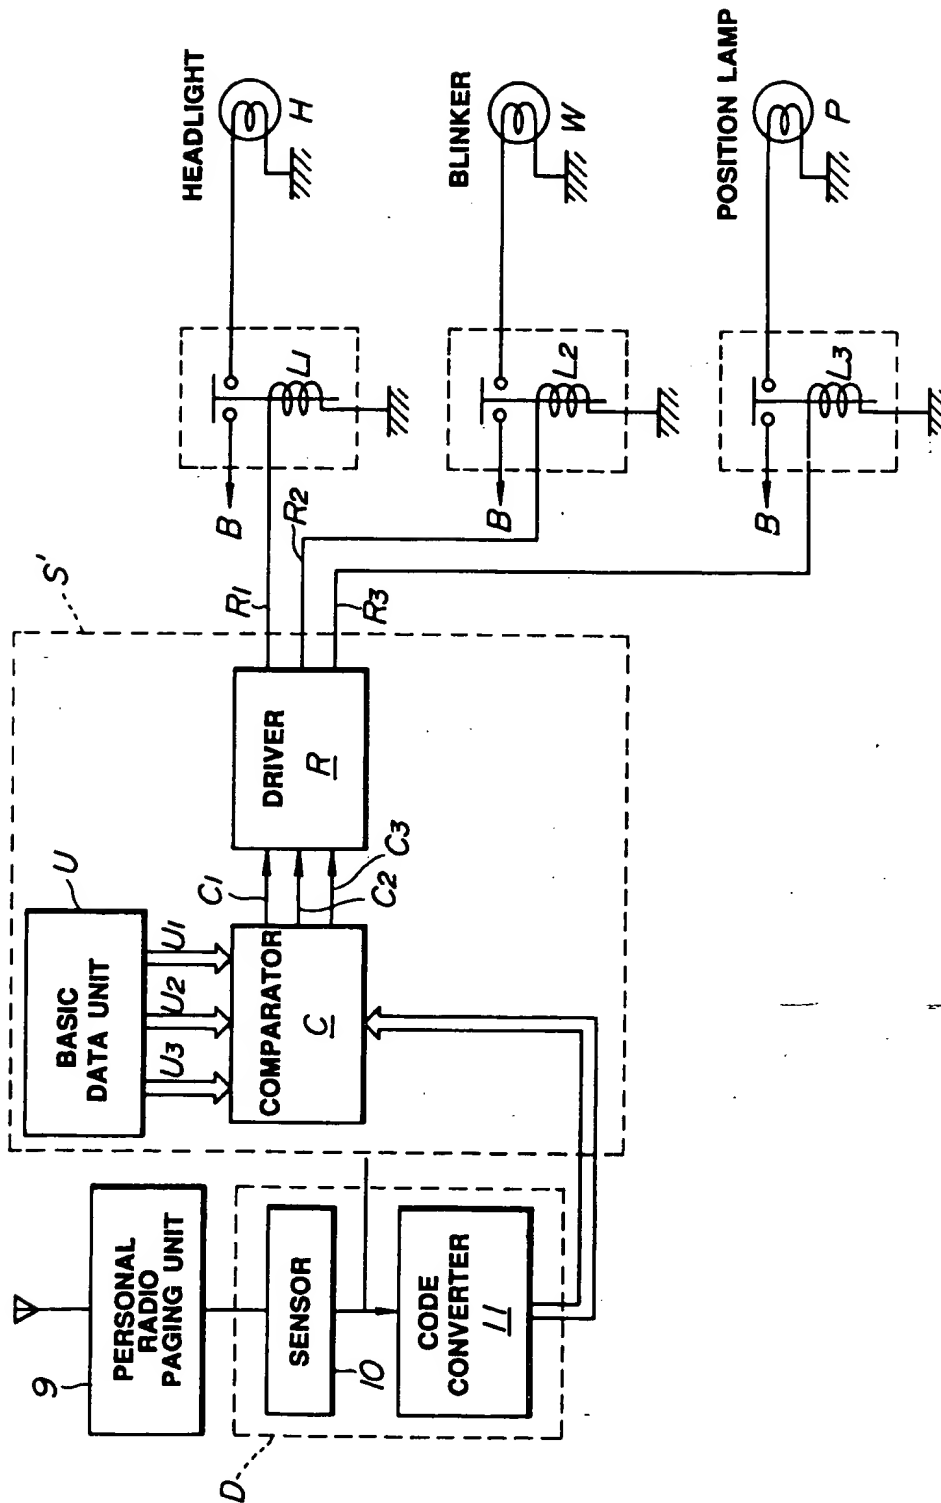 HEADLIGHT
H
BLINKER
W
POSITION LAMP
P
L1
L2
L3
B
B
B
S'
R1
R2
R3
U
BASIC
DATA UNIT
U1
U2
U3
DRIVER
R
C1
C2
C3
COMPARATOR
C
9
PERSONAL
RADIO
PAGING UNIT
D
SENSOR
10
CODE
CONVERTER
11